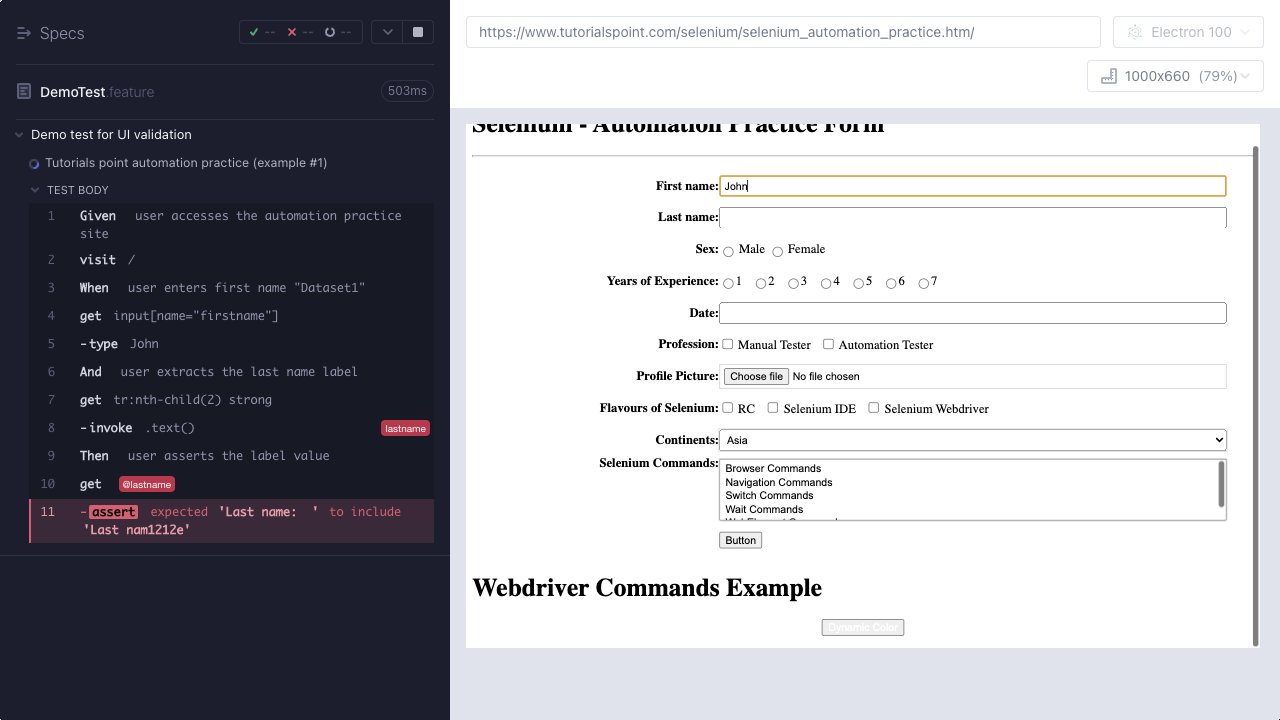 Specs
-- -- --
DemoTest.feature 503ms
Demo test for UI validation
Tutorials point automation practice (example #1)
TEST BODY
1 Given user accesses the automation practice
site
2 visit /
3 When user enters first name "Dataset1"
4 get input[name="firstname"]
5 -type John
6 And user extracts the last name label
7 get tr:nth-child(2) strong
8 -invoke .text() lastname
9 Then user asserts the label value
10 get @lastname
11 -assert expected 'Last name:  ' to include
'Last nam1212e'
https://www.tutorialspoint.com/selenium/selenium_automation_practice.htm/
Electron 100
1000x660 (79%)
Selenium - Automation Practice Form
First name: John
Last name:
Sex: Male Female
Years of Experience: 1 2 3 4 5 6 7
Date:
Profession: Manual Tester Automation Tester
Profile Picture: Choose file No file chosen
Flavours of Selenium: RC Selenium IDE Selenium Webdriver
Continents: Asia
Selenium Commands:
Browser Commands
Navigation Commands
Switch Commands
Wait Commands
WebElement Commands
Button
Webdriver Commands Example
Dynamic Color